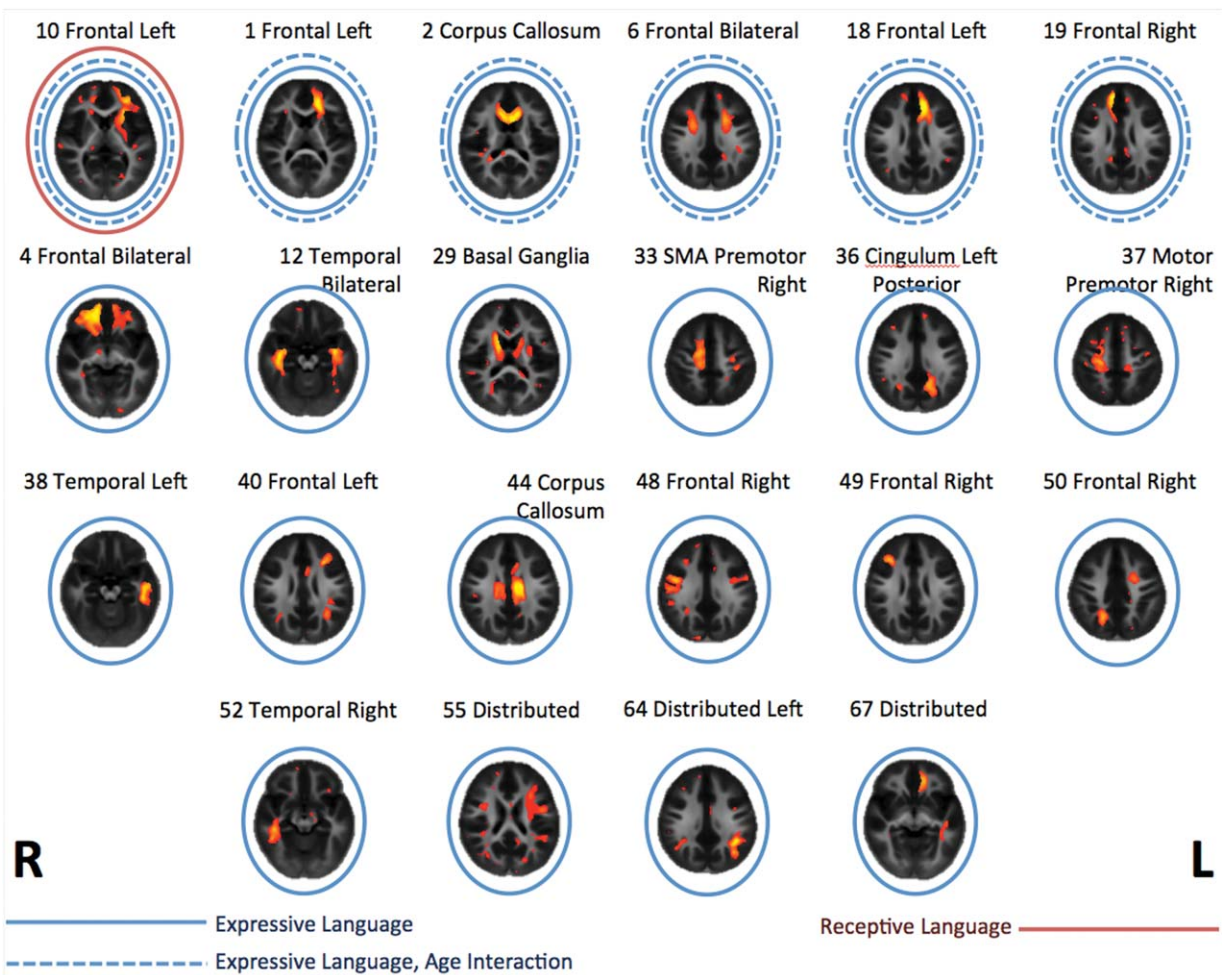 10 Frontal Left
1 Frontal Left
2 Corpus Callosum
6 Frontal Bilateral
18 Frontal Left
19 Frontal Right
4 Frontal Bilateral
12 Temporal
Bilateral
29 Basal Ganglia
33 SMA Premotor
Right
36 Cingulum Left
Posterior
37 Motor
Premotor Right
38 Temporal Left
40 Frontal Left
44 Corpus
Callosum
48 Frontal Right
49 Frontal Right
50 Frontal Right
52 Temporal Right
55 Distributed
64 Distributed Left
67 Distributed
R
L
Expressive Language
Receptive Language
Expressive Language, Age Interaction